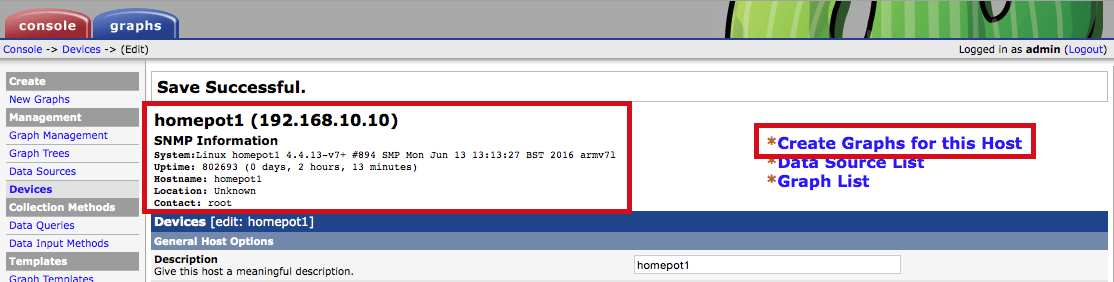 console graphs
Console -> Devices -> (Edit)
Logged in as admin (Logout)
Create
New Graphs
Management
Graph Management
Graph Trees
Data Sources
Devices
Collection Methods
Data Queries
Data Input Methods
Templates
Graph Templates
Save Successful.
homepot1 (192.168.10.10)
SNMP Information
System:Linux homepot1 4.4.13-v7+ #894 SMP Mon Jun 13 13:13:27 BST 2016 armv7l
Uptime: 802693 (0 days, 2 hours, 13 minutes)
Hostname: homepot1
Location: Unknown
Contact: root
*Create Graphs for this Host
*Data Source List
*Graph List
Devices [edit: homepot1]
General Host Options
Description
Give this host a meaningful description.
homepot1